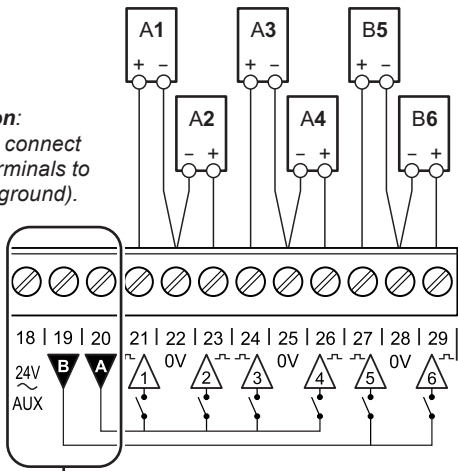 A1
A3
B5
+ −
+ −
+ −
on:
A2
A4
B6
connect
− +
− +
− +
rminals to
ground).
18 | 19 | 20 | 21 | 22 | 23 | 24 | 25 | 26 | 27 | 28 | 29
24V
B
A
0V
0V
0V
1
2
3
4
5
6
AUX